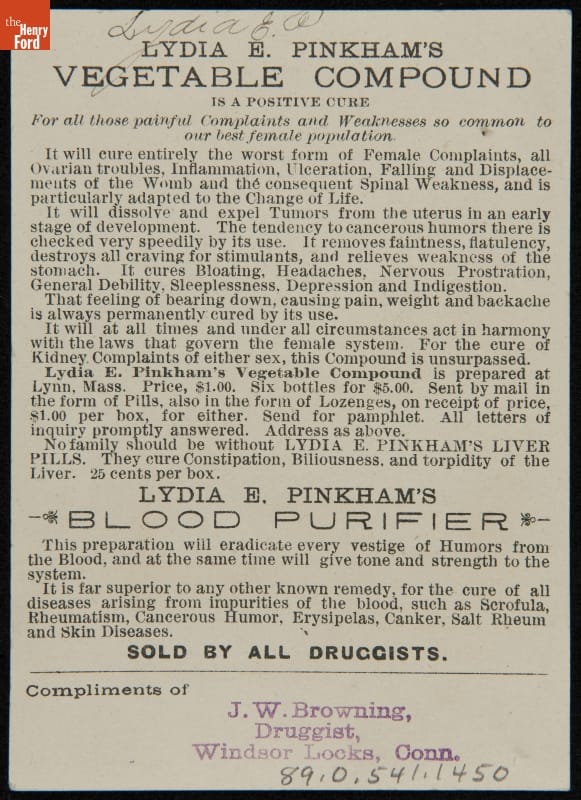 the
Henry
Ford
Lydia E.
LYDIA E. PINKHAM'S
VEGETABLE COMPOUND
IS A POSITIVE CURE
For all those painful Complaints and Weaknesses so common to
our best female population.
It will cure entirely the worst form of Female Complaints, all
Ovarian troubles, Inflammation, Ulceration, Falling and Displace-
ments of the Womb and the consequent Spinal Weakness, and is
particularly adapted to the Change of Life.
It will dissolve and expel Tumors from the uterus in an early
stage of development. The tendency to cancerous humors there is
checked very speedily by its use. It removes faintness, flatulency,
destroys all craving for stimulants, and relieves weakness of the
stomach. It cures Bloating, Headaches, Nervous Prostration,
General Debility, Sleeplessness, Depression and Indigestion.
That feeling of bearing down, causing pain, weight and backache
is always permanently cured by its use.
It will at all times and under all circumstances act in harmony
with the laws that govern the female system. For the cure of
Kidney Complaints of either sex, this Compound is unsurpassed.
Lydia E. Pinkham's Vegetable Compound is prepared at
Lynn, Mass. Price, $1.00. Six bottles for $5.00. Sent by mail in
the form of Pills, also in the form of Lozenges, on receipt of price,
$1.00 per box, for either. Send for pamphlet. All letters of
inquiry promptly answered. Address as above.
No family should be without LYDIA E. PINKHAM'S LIVER
PILLS. They cure Constipation, Biliousness, and torpidity of the
Liver. 25 cents per box.
LYDIA E. PINKHAM'S
BLOOD PURIFIER
This preparation will eradicate every vestige of Humors from
the Blood, and at the same time will give tone and strength to the
system.
It is far superior to any other known remedy, for the cure of all
diseases arising from impurities of the blood, such as Scrofula,
Rheumatism, Cancerous Humor, Erysipelas, Canker, Salt Rheum
and Skin Diseases.
SOLD BY ALL DRUGGISTS.
Compliments of
J. W. Browning,
Druggist,
Windsor Locks, Conn.
89.0.541.1450